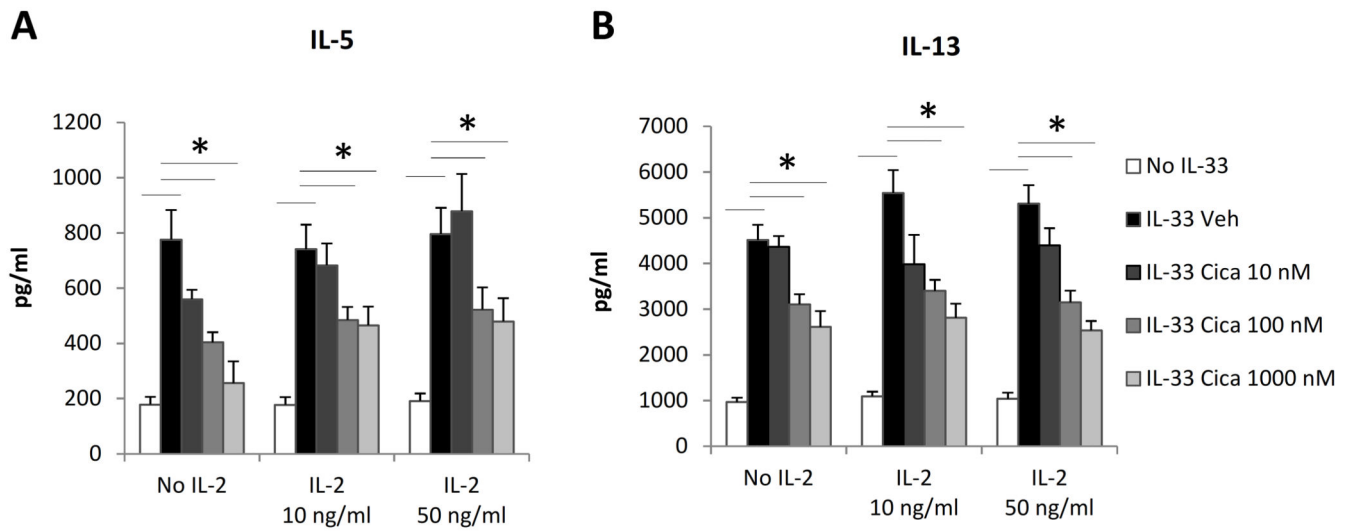 A
IL-5
pg/ml
1200
1000
800
600
400
200
0
*
*
*
No IL-2
IL-2
10 ng/ml
IL-2
50 ng/ml
B
IL-13
pg/ml
7000
6000
5000
4000
3000
2000
1000
0
*
*
*
No IL-2
IL-2
10 ng/ml
IL-2
50 ng/ml
No IL-33
IL-33 Veh
IL-33 Cica 10 nM
IL-33 Cica 100 nM
IL-33 Cica 1000 nM